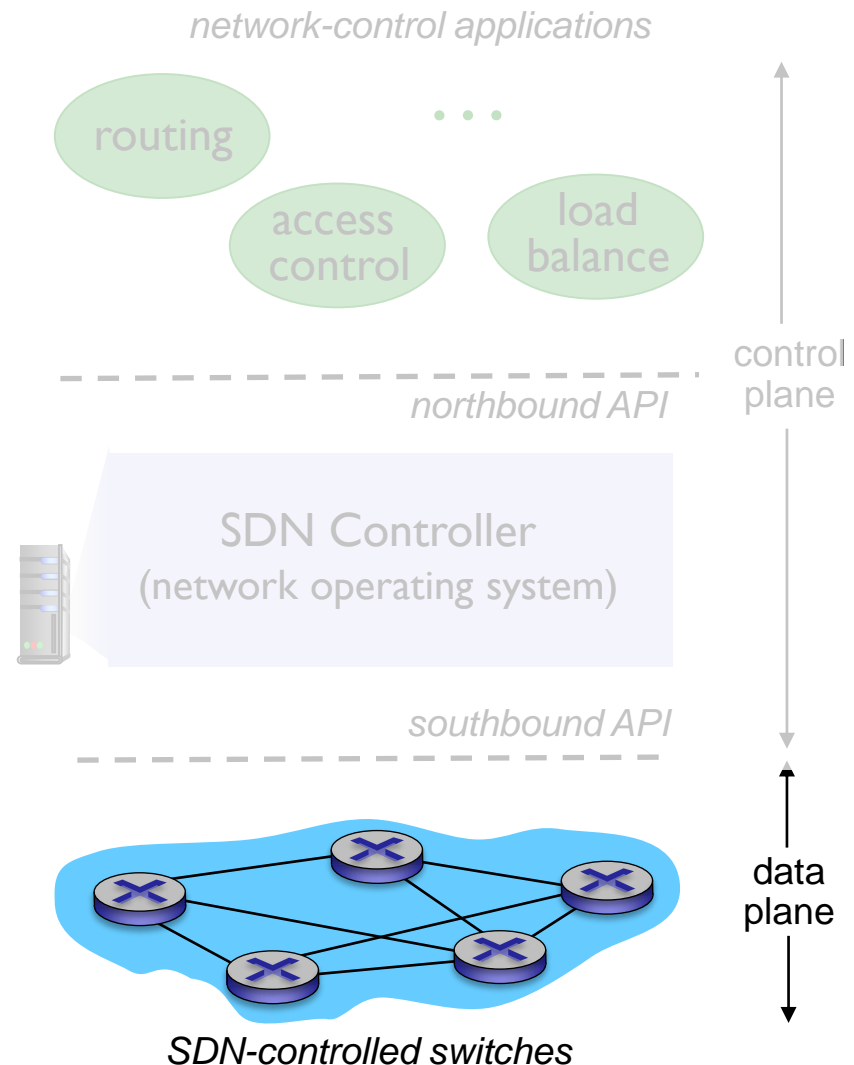 network-control applications
routing
. . .
access
control
load
balance
control
plane
northbound API
SDN Controller
(network operating system)
southbound API
data
plane
SDN-controlled switches